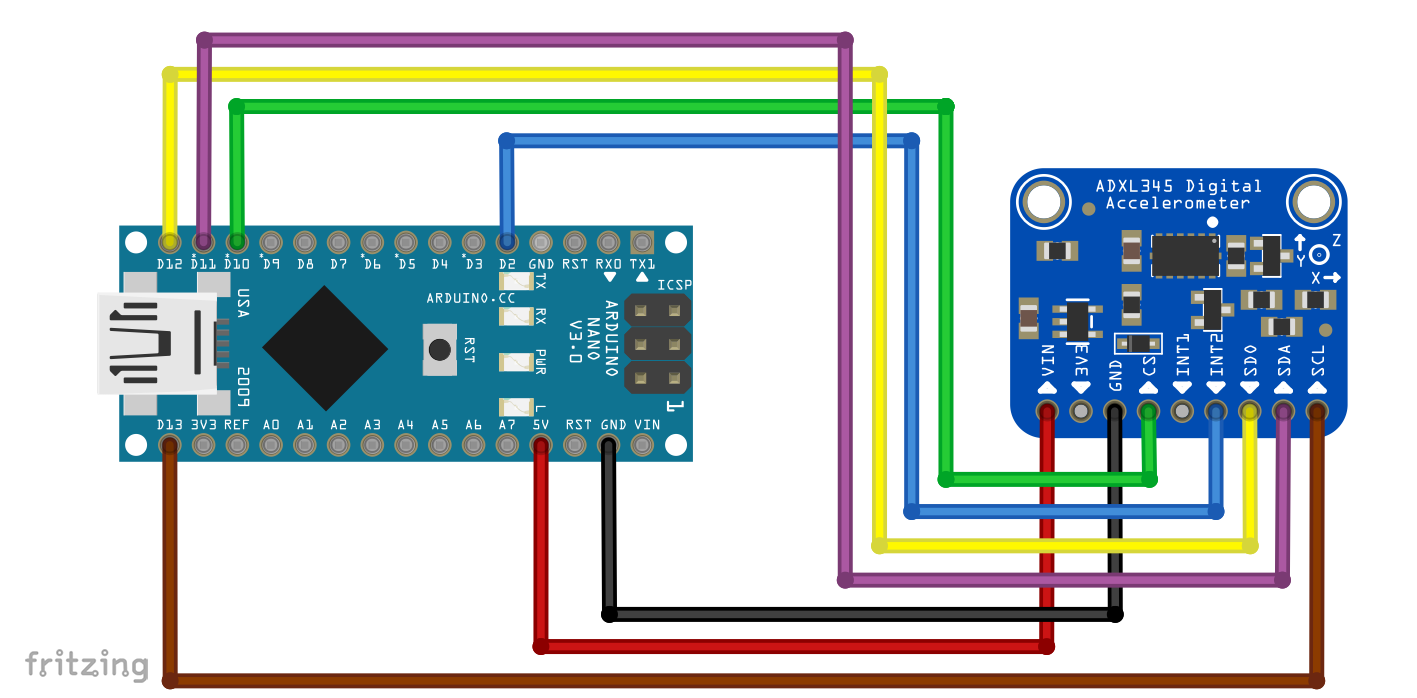 D12 *D11 *D10 *D9 D8 D7 *D6 *D5 D4 *D3 D2 GND RST RX0 TX1
USA
2009
ARDUINO.CC
RST
TX
RX
PWR
L
ARDUINO
NANO
V3.0
ICSP
1
D13 3V3 REF A0 A1 A2 A3 A4 A5 A6 A7 5V RST GND VIN
ADXL345 Digital
Accelerometer
Z
Y
X
VIN 3V3 GND CS INT1 INT2 SDO SDA SCL
fritzing